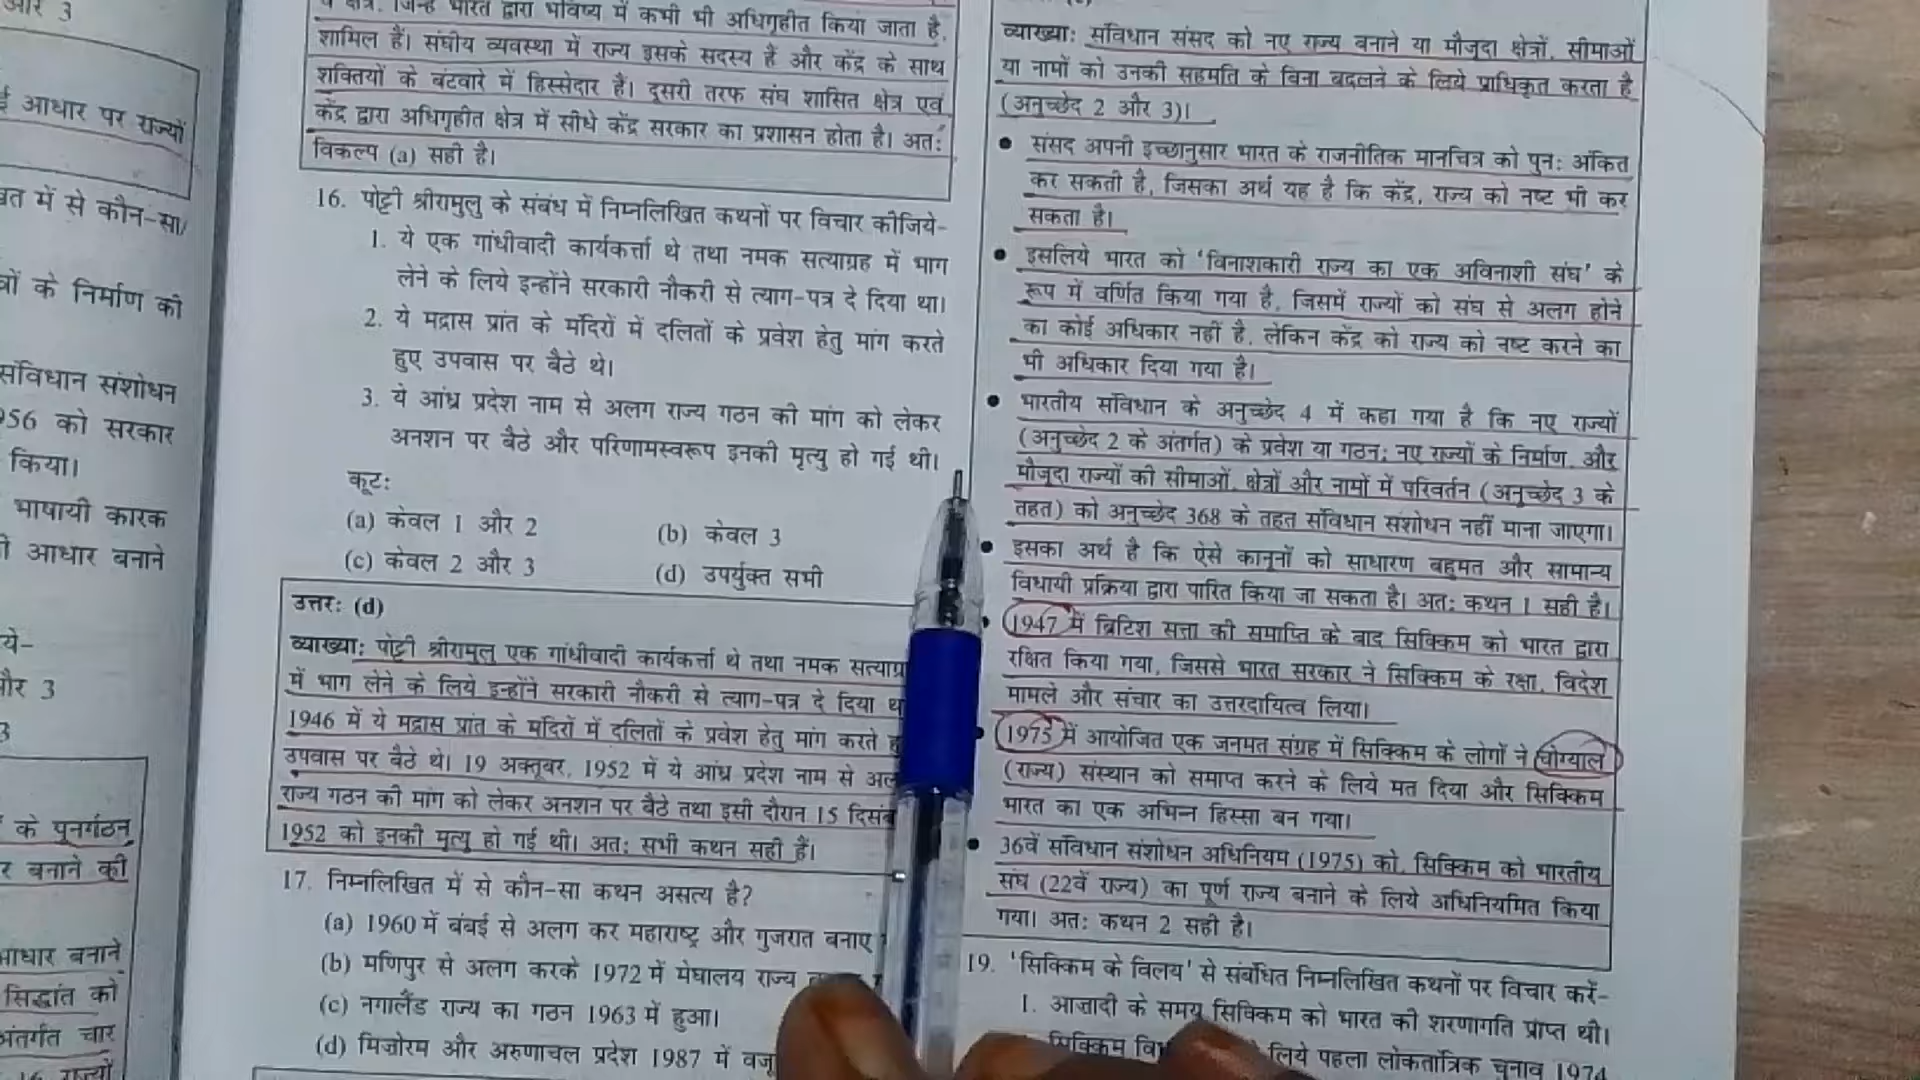 और 3
ई आधार पर राज्यों
में से कौन-सा/
त्रों के निर्माण की
संविधान संशोधन
956 को सरकार
किया।
भाषायी कारक
आधार बनाने
ये-
और 3
3
के पुनर्गठन
र बनाने की
आधार बनाने
सिद्धांत को
अंतर्गत चार
व क्षेत्र, जिन्हें भारत द्वारा भविष्य में कभी भी अधिगृहीत किया जाता है,
शामिल हैं। संघीय व्यवस्था में राज्य इसके सदस्य हैं और केंद्र के साथ
शक्तियों के बंटवारे में हिस्सेदार हैं। दूसरी तरफ संघ शासित क्षेत्र एवं
केंद्र द्वारा अधिगृहीत क्षेत्र में सीधे केंद्र सरकार का प्रशासन होता है। अतः
विकल्प (a) सही है।
16. पोट्टी श्रीरामुलु के संबंध में निम्नलिखित कथनों पर विचार कीजिये-
1. ये एक गांधीवादी कार्यकर्त्ता थे तथा नमक सत्याग्रह में भाग
लेने के लिये इन्होंने सरकारी नौकरी से त्याग-पत्र दे दिया था।
2. ये मद्रास प्रांत के मंदिरों में दलितों के प्रवेश हेतु मांग करते
हुए उपवास पर बैठे थे।
3. ये आंध्र प्रदेश नाम से अलग राज्य गठन की मांग को लेकर
अनशन पर बैठे और परिणामस्वरूप इनकी मृत्यु हो गई थी।
कूटः
(a) केवल 1 और 2
(b) केवल 3
(c) केवल 2 और 3
(d) उपर्युक्त सभी
उत्तरः (d)
व्याख्याः पोट्टी श्रीरामुलु एक गांधीवादी कार्यकर्त्ता थे तथा नमक सत्याग्र
में भाग लेने के लिये इन्होंने सरकारी नौकरी से त्याग-पत्र दे दिया थ
1946 में ये मद्रास प्रांत के मंदिरों में दलितों के प्रवेश हेतु मांग करते ह
उपवास पर बैठे थे। 19 अक्तूबर, 1952 में ये आंध्र प्रदेश नाम से अल
राज्य गठन की मांग को लेकर अनशन पर बैठे तथा इसी दौरान 15 दिसंब
1952 को इनकी मृत्यु हो गई थी। अतः सभी कथन सही हैं।
17. निम्नलिखित में से कौन-सा कथन असत्य है?
(a) 1960 में बंबई से अलग कर महाराष्ट्र और गुजरात बनाए
(b) मणिपुर से अलग करके 1972 में मेघालय राज्य
(c) नगालैंड राज्य का गठन 1963 में हुआ।
(d) मिज़ोरम और अरुणाचल प्रदेश 1987 में वजू
व्याख्याः संविधान संसद को नए राज्य बनाने या मौजूदा क्षेत्रों, सीमाओं
या नामों को उनकी सहमति के बिना बदलने के लिये प्राधिकृत करता है
(अनुच्छेद 2 और 3)।
• संसद अपनी इच्छानुसार भारत के राजनीतिक मानचित्र को पुनः अंकित
कर सकती है, जिसका अर्थ यह है कि केंद्र, राज्य को नष्ट भी कर
सकता है।
• इसलिये भारत को 'विनाशकारी राज्य का एक अविनाशी संघ' के
रूप में वर्णित किया गया है, जिसमें राज्यों को संघ से अलग होने
का कोई अधिकार नहीं है, लेकिन केंद्र को राज्य को नष्ट करने का
भी अधिकार दिया गया है।
• भारतीय संविधान के अनुच्छेद 4 में कहा गया है कि नए राज्यों
(अनुच्छेद 2 के अंतर्गत) के प्रवेश या गठन; नए राज्यों के निर्माण, और
मौजूदा राज्यों की सीमाओं, क्षेत्रों और नामों में परिवर्तन (अनुच्छेद 3 के
तहत) को अनुच्छेद 368 के तहत संविधान संशोधन नहीं माना जाएगा।
• इसका अर्थ है कि ऐसे कानूनों को साधारण बहुमत और सामान्य
विधायी प्रक्रिया द्वारा पारित किया जा सकता है। अतः कथन 1 सही है।
• 1947 में ब्रिटिश सत्ता की समाप्ति के बाद सिक्किम को भारत द्वारा
रक्षित किया गया, जिससे भारत सरकार ने सिक्किम के रक्षा, विदेश
मामले और संचार का उत्तरदायित्व लिया।
• 1975 में आयोजित एक जनमत संग्रह में सिक्किम के लोगों ने चोग्याल
(राज्य) संस्थान को समाप्त करने के लिये मत दिया और सिक्किम
भारत का एक अभिन्न हिस्सा बन गया।
• 36वें संविधान संशोधन अधिनियम (1975) को, सिक्किम को भारतीय
संघ (22वें राज्य) का पूर्ण राज्य बनाने के लिये अधिनियमित किया
गया। अतः कथन 2 सही है।
19. 'सिक्किम के विलय' से संबंधित निम्नलिखित कथनों पर विचार करें-
1. आज़ादी के समय सिक्किम को भारत की शरणागति प्राप्त थी।
सिक्किम लिये पहला लोकतांत्रिक चुनाव 1974